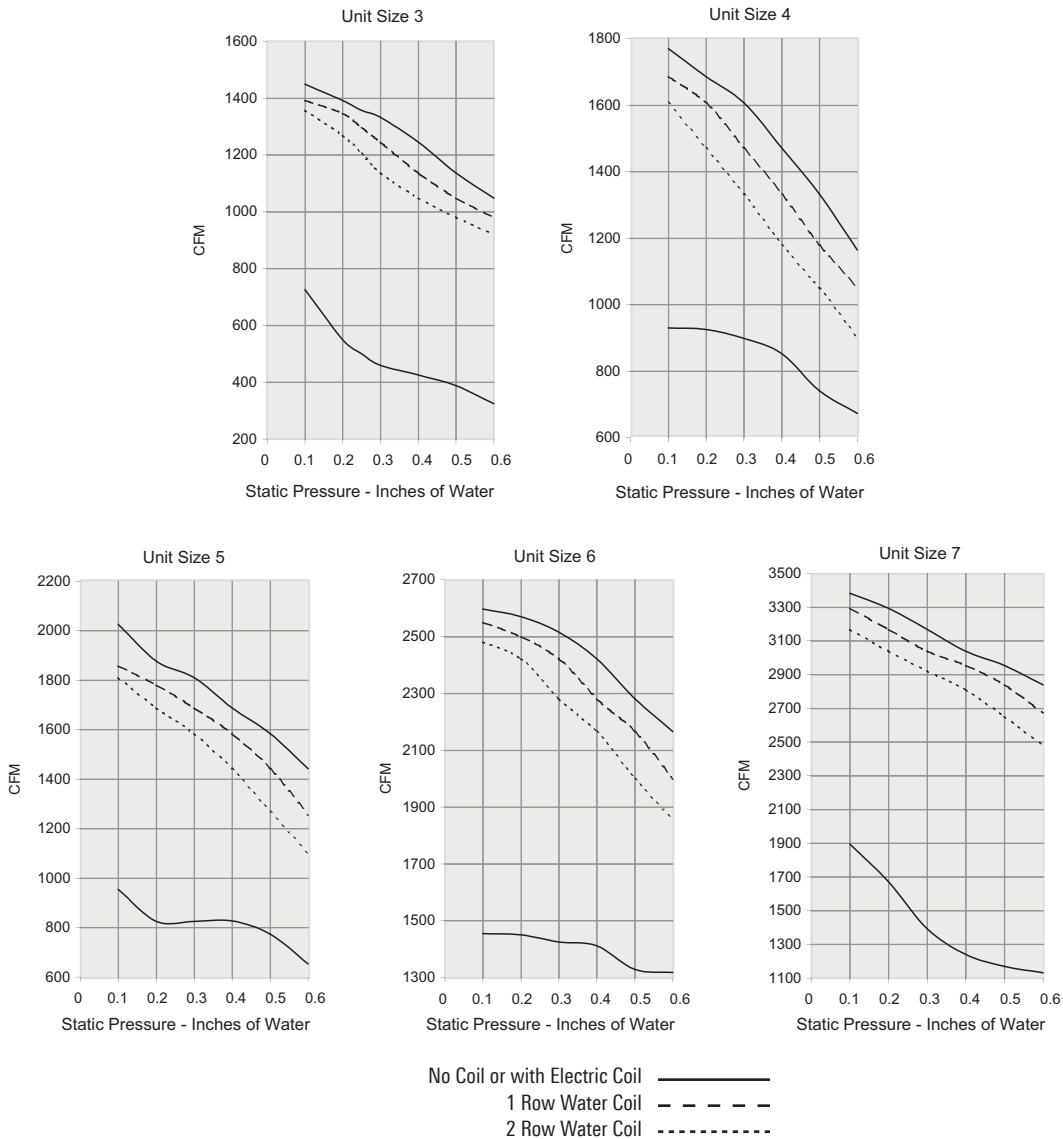 Unit Size 3
1600
1400
1200
1000
800
600
400
200
CFM
0 0.1 0.2 0.3 0.4 0.5 0.6
Static Pressure - Inches of Water
Unit Size 4
1800
1600
1400
1200
1000
800
600
CFM
0 0.1 0.2 0.3 0.4 0.5 0.6
Static Pressure - Inches of Water
Unit Size 5
2200
2000
1800
1600
1400
1200
1000
800
600
CFM
0 0.1 0.2 0.3 0.4 0.5 0.6
Static Pressure - Inches of Water
Unit Size 6
2700
2500
2300
2100
1900
1700
1500
1300
CFM
0 0.1 0.2 0.3 0.4 0.5 0.6
Static Pressure - Inches of Water
Unit Size 7
3500
3300
3100
2900
2700
2500
2300
2100
1900
1700
1500
1300
1100
CFM
0 0.1 0.2 0.3 0.4 0.5 0.6
Static Pressure - Inches of Water
No Coil or with Electric Coil
1 Row Water Coil
2 Row Water Coil